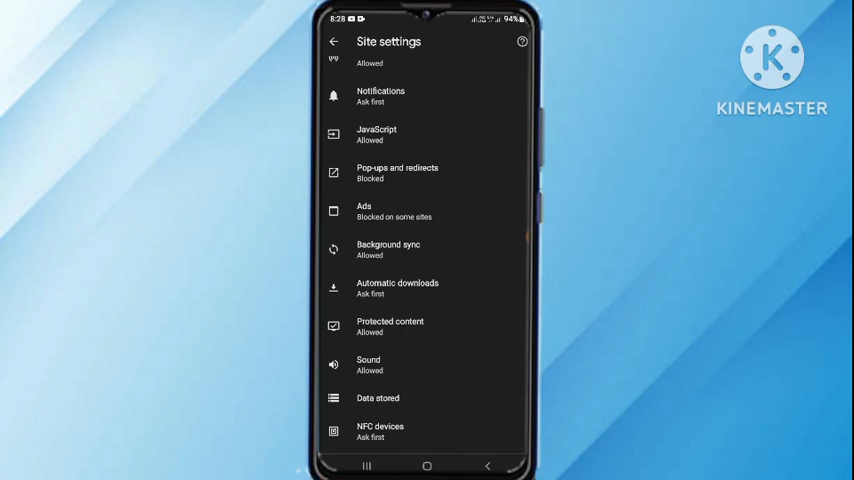 8:28
94%
Site settings
Allowed
Notifications
Ask first
JavaScript
Allowed
Pop-ups and redirects
Blocked
Ads
Blocked on some sites
Background sync
Allowed
Automatic downloads
Ask first
Protected content
Allowed
Sound
Allowed
Data stored
NFC devices
Ask first
K
KINEMASTER